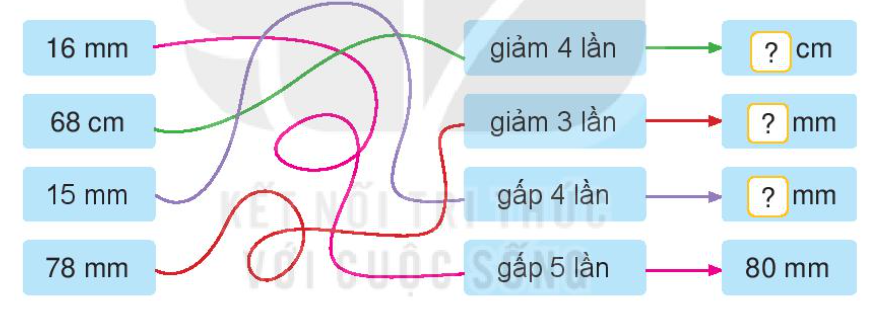 16 mm giảm 4 lần ? cm
68 cm giảm 3 lần ? mm
15 mm gấp 4 lần ? mm
78 mm gấp 5 lần 80 mm
KẾT NỐI TRI THỨC
VỚI CUỘC SỐNG